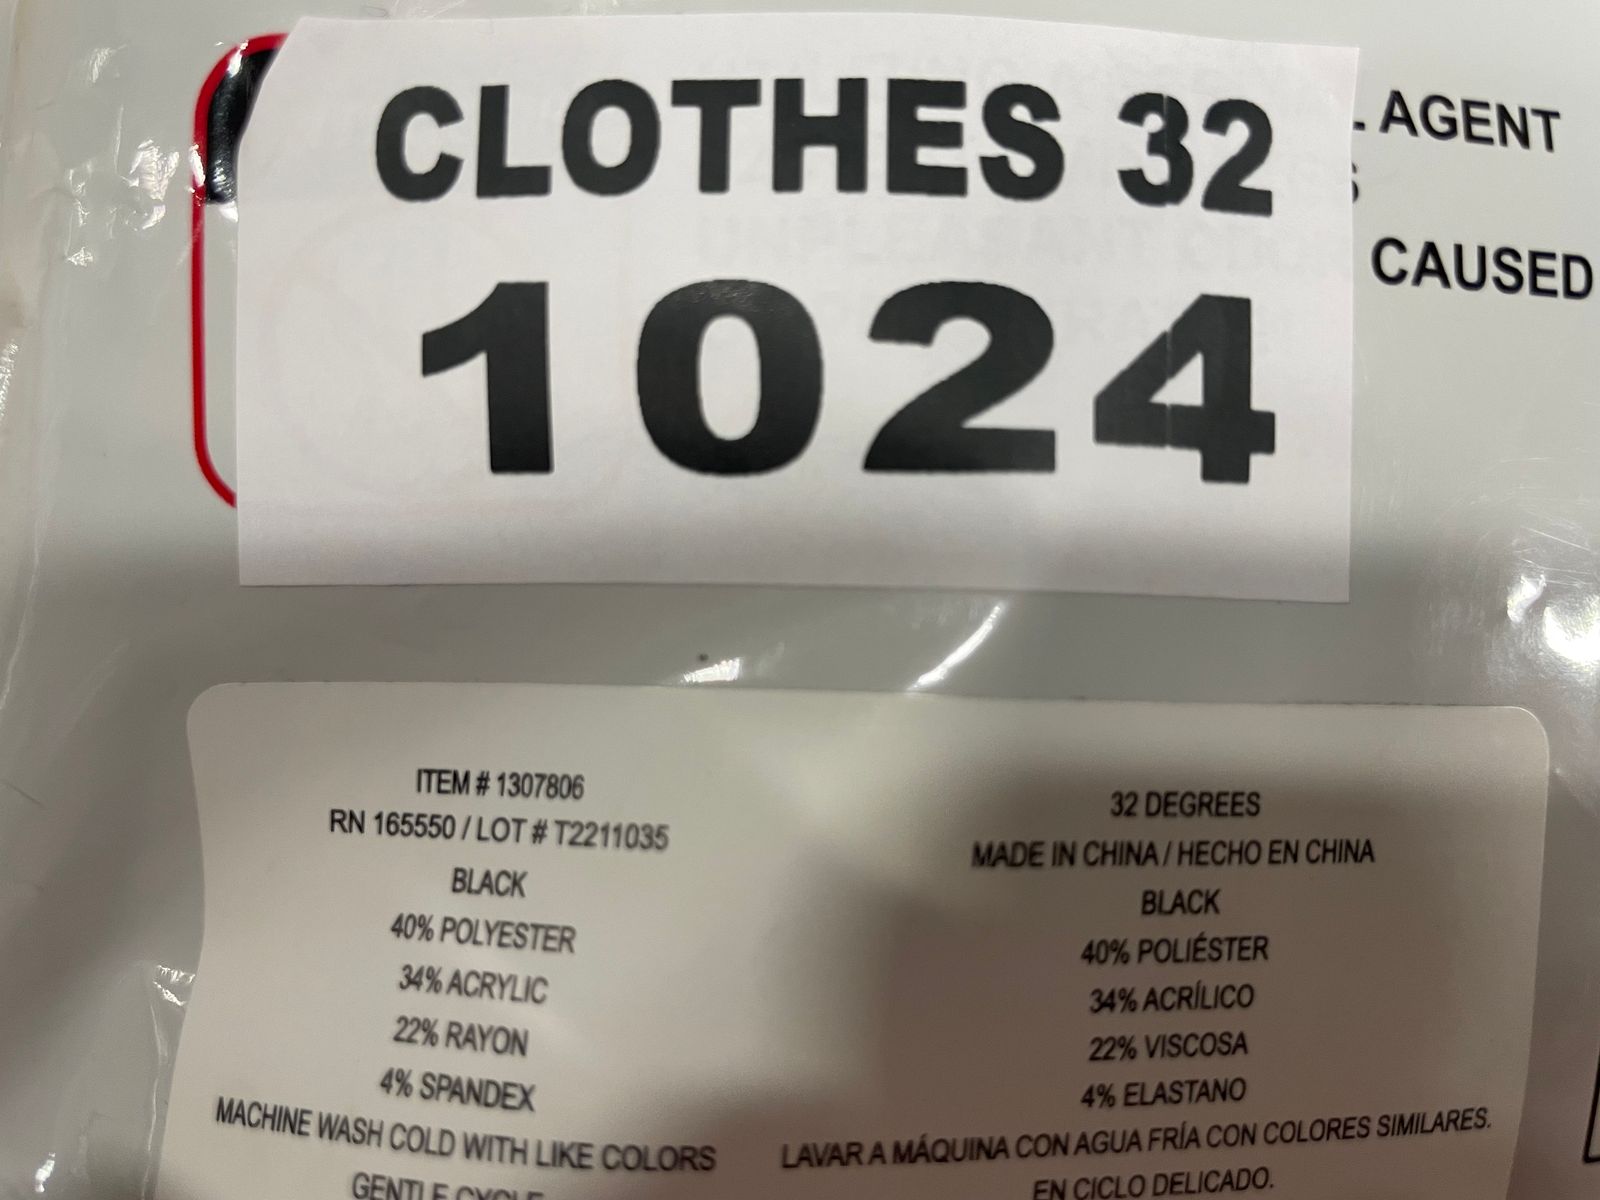 CLOTHES 32
1024
AGENT
CAUSED
ITEM # 1307806
RN 165550 / LOT # T2211035
BLACK
40% POLYESTER
34% ACRYLIC
22% RAYON
4% SPANDEX
MACHINE WASH COLD WITH LIKE COLORS
GENTLE CYCLE
32 DEGREES
MADE IN CHINA / HECHO EN CHINA
BLACK
40% POLIÉSTER
34% ACRÍLICO
22% VISCOSA
4% ELASTANO
LAVAR A MÁQUINA CON AGUA FRÍA CON COLORES SIMILARES.
EN CICLO DELICADO.